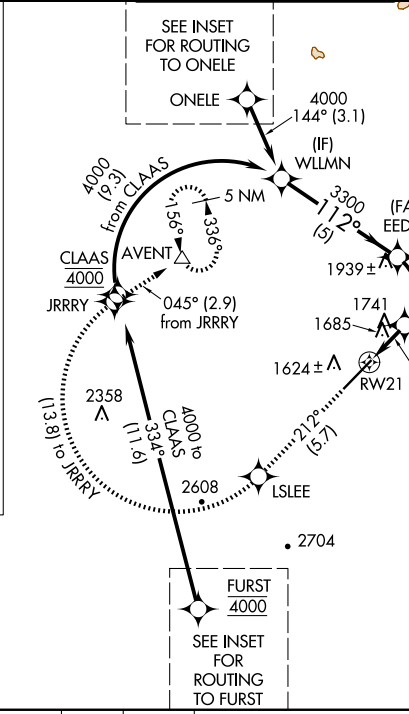 SEE INSET
FOR ROUTING
TO ONELE
ONELE
4000
144° (3.1)
(IF)
WLLMN
4000
(9.3)
from CLAAS
5 NM
156°
336°
3300
112°
(5)
(FA
EED
CLAAS
4000
AVENT
1939 ±
JRRRY
045° (2.9)
from JRRRY
1741
1685
1624 ±
RW21
2358
4000 to
CLAAS
334°
(11.6)
212°
(5.7)
(13.8) to JRRRY
LSLEE
2608
2704
FURST
4000
SEE INSET
FOR
ROUTING
TO FURST